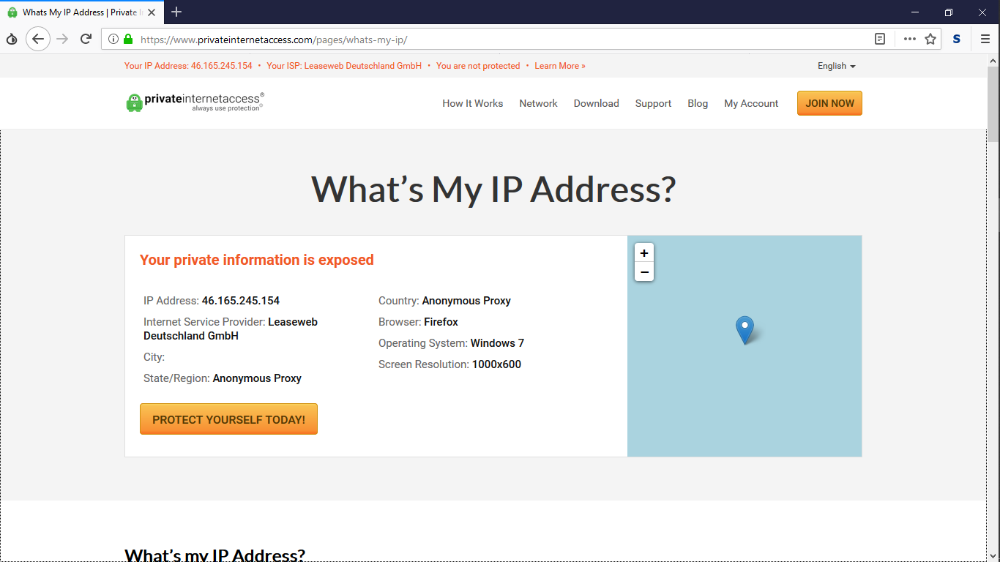 Whats My IP Address | Private I
https://www.privateinternetaccess.com/pages/whats-my-ip/
S
Your IP Address: 46.165.245.154 • Your ISP: Leaseweb Deutschland GmbH • You are not protected • Learn More »
English
privateinternetaccess®
always use protection
How It Works
Network
Download
Support
Blog
My Account
JOIN NOW
What’s My IP Address?
Your private information is exposed
IP Address: 46.165.245.154
Internet Service Provider: Leaseweb
Deutschland GmbH
City:
State/Region: Anonymous Proxy
Country: Anonymous Proxy
Browser: Firefox
Operating System: Windows 7
Screen Resolution: 1000x600
PROTECT YOURSELF TODAY!
+
−
What’s my IP Address?